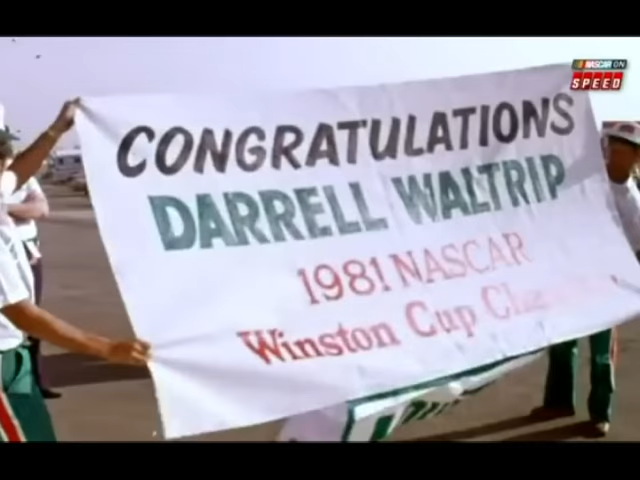 NASCAR ON
SPEED
CONGRATULATIONS
DARRELL WALTRIP
1981 NASCAR
Winston Cup